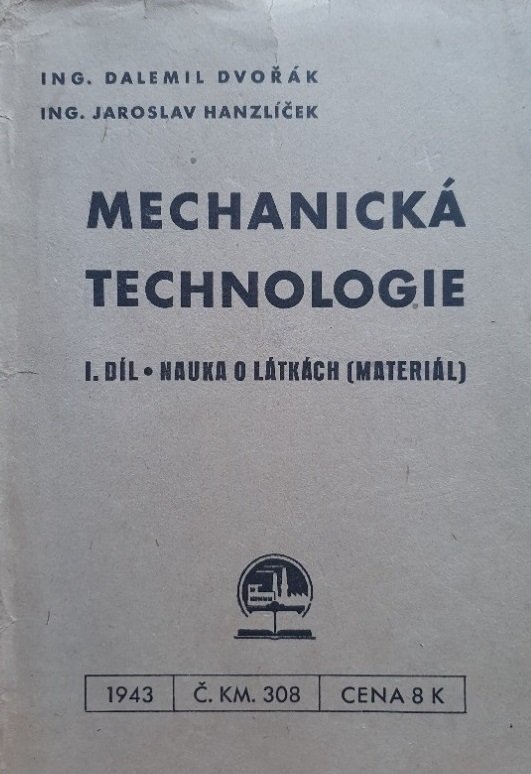 ING. DALEMIL DVOŘÁK
ING. JAROSLAV HANZLÍČEK
MECHANICKÁ
TECHNOLOGIE
I. DÍL • NAUKA O LÁTKÁCH (MATERIÁL)
1943 Č. KM. 308 CENA 8 K